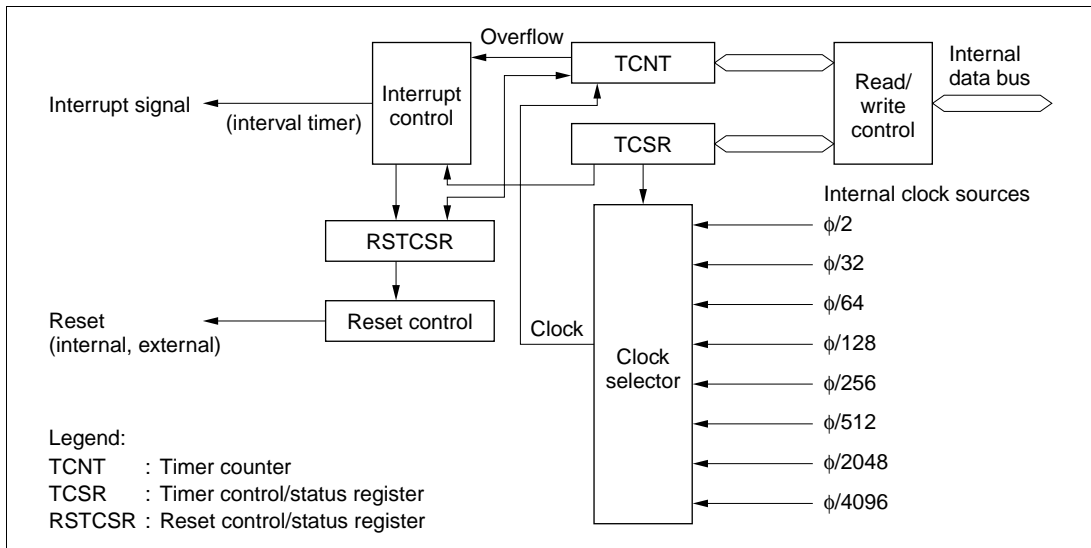 Overflow
TCNT
Internal
data bus
Interrupt signal
(interval timer)
Interrupt
control
Read/
write
control
TCSR
Internal clock sources
RSTCSR
ϕ/2
ϕ/32
ϕ/64
Reset
(internal, external)
Reset control
Clock
Clock
selector
ϕ/128
ϕ/256
ϕ/512
ϕ/2048
ϕ/4096
Legend:
TCNT : Timer counter
TCSR : Timer control/status register
RSTCSR : Reset control/status register